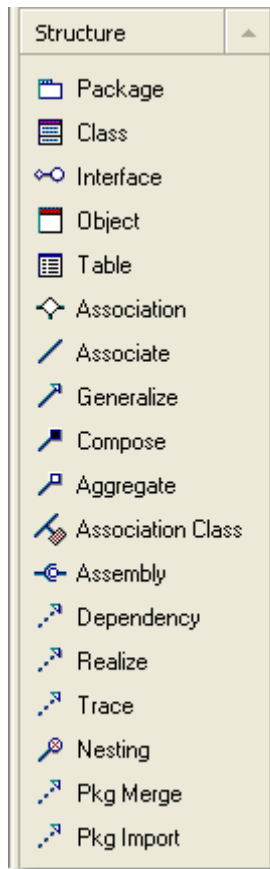 Structure
Package
Class
Interface
Object
Table
Association
Associate
Generalize
Compose
Aggregate
Association Class
Assembly
Dependency
Realize
Trace
Nesting
Pkg Merge
Pkg Import